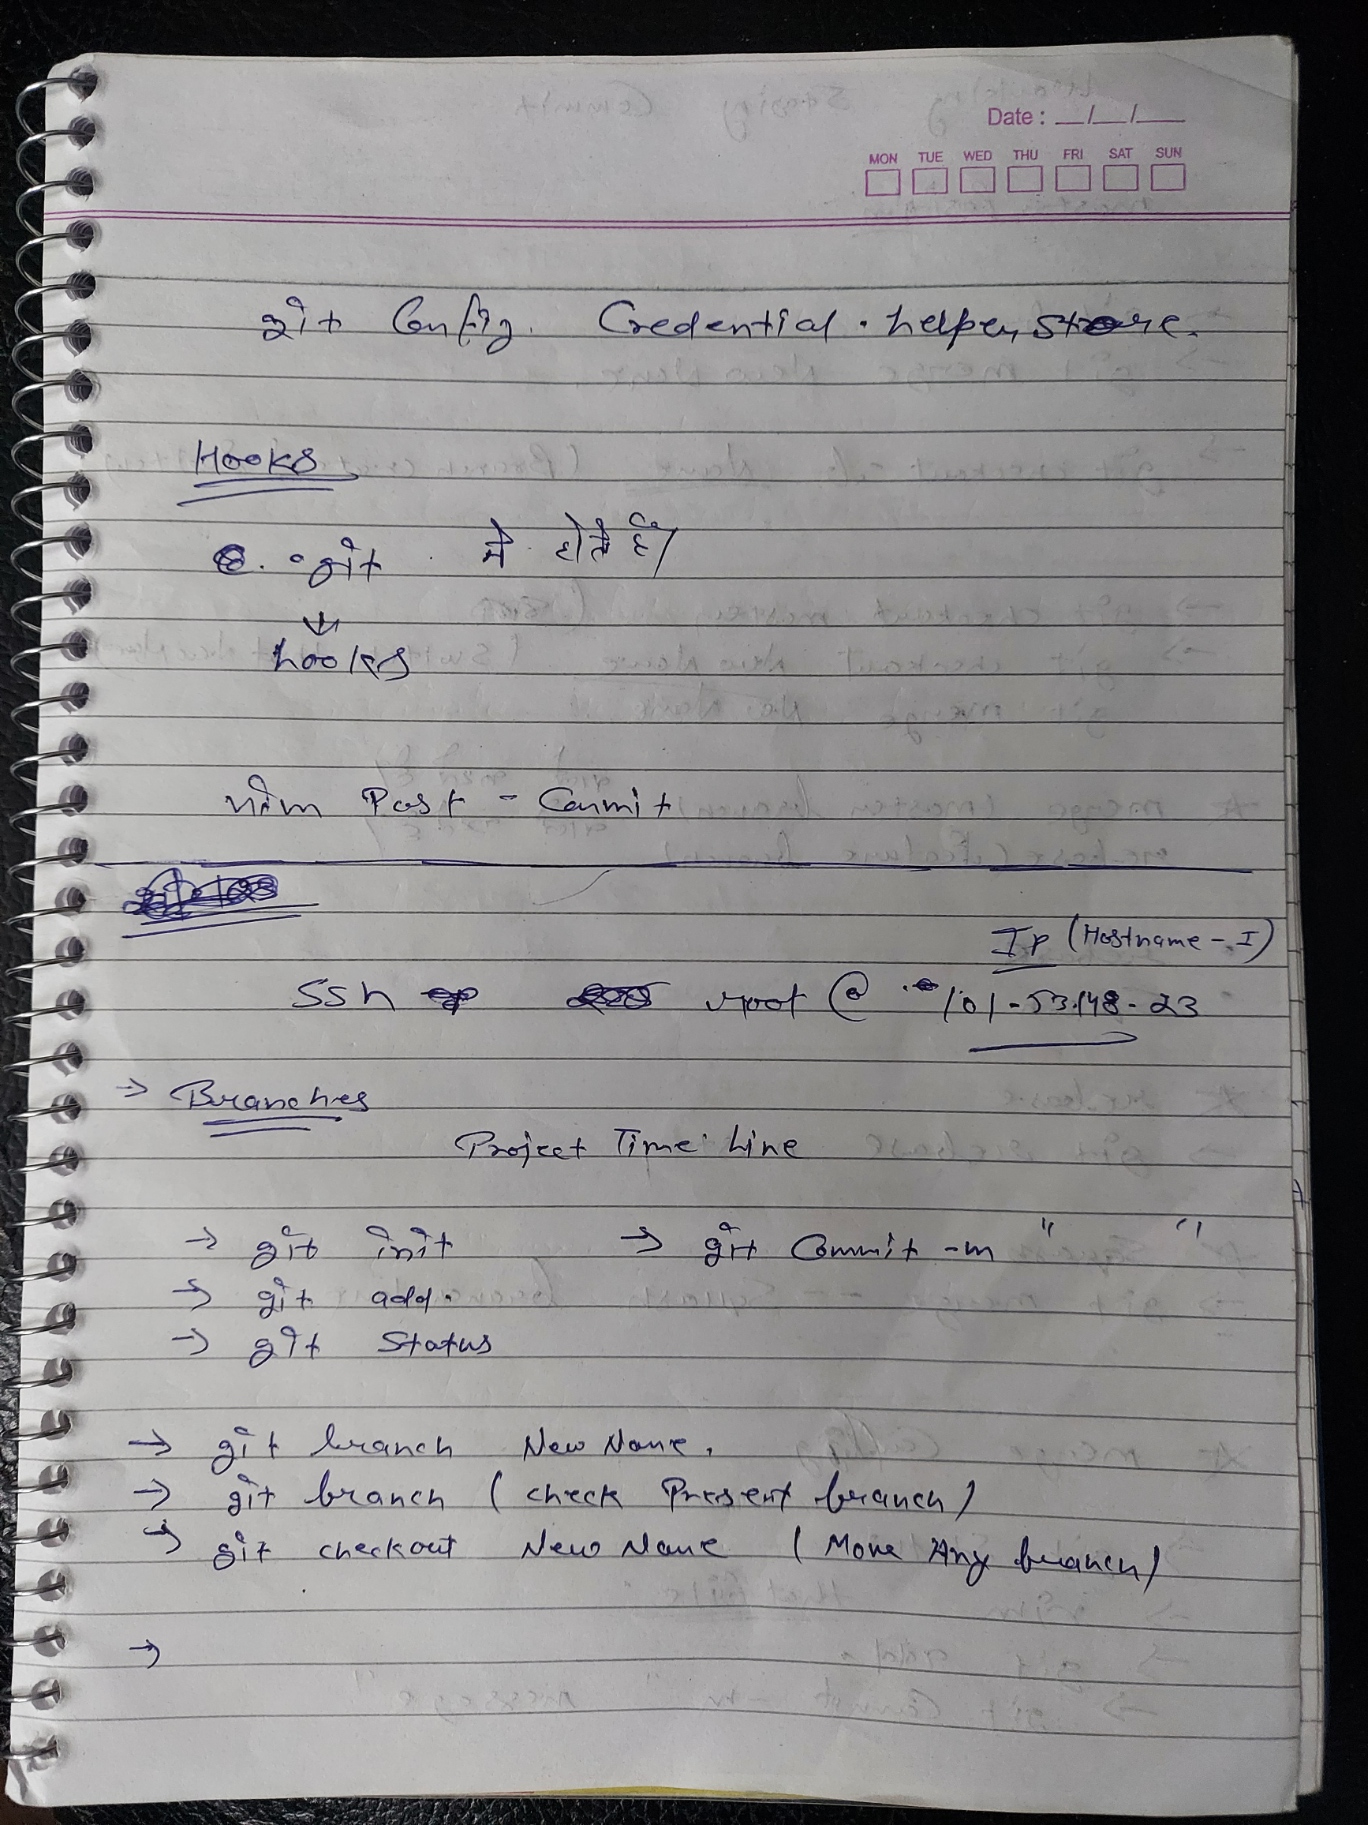 Date : __/__/__
MON TUE WED THU FRI SAT SUN
git Config. Credential . helper store.
Hooks
.git में होते हैं।
↓
hooks
vim Post - Commit
IP (Hostname - I)
SSh root @ 101-53.148-23
→ Branches
Project Time Line
→ git init → git Commit -m " "
→ git add .
→ git Status
→ git branch New Name.
→ git branch ( check Present branch )
→ git checkout New Name ( Move Any branch )
→